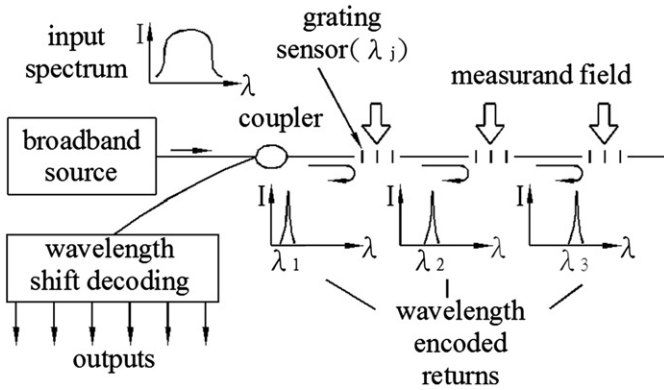 input
spectrum
I
λ
grating
sensor(λj)
measurand field
coupler
broadband
source
I
λ
λ1
I
λ
λ2
I
λ
λ3
wavelength
shift decoding
outputs
wavelength
encoded
returns